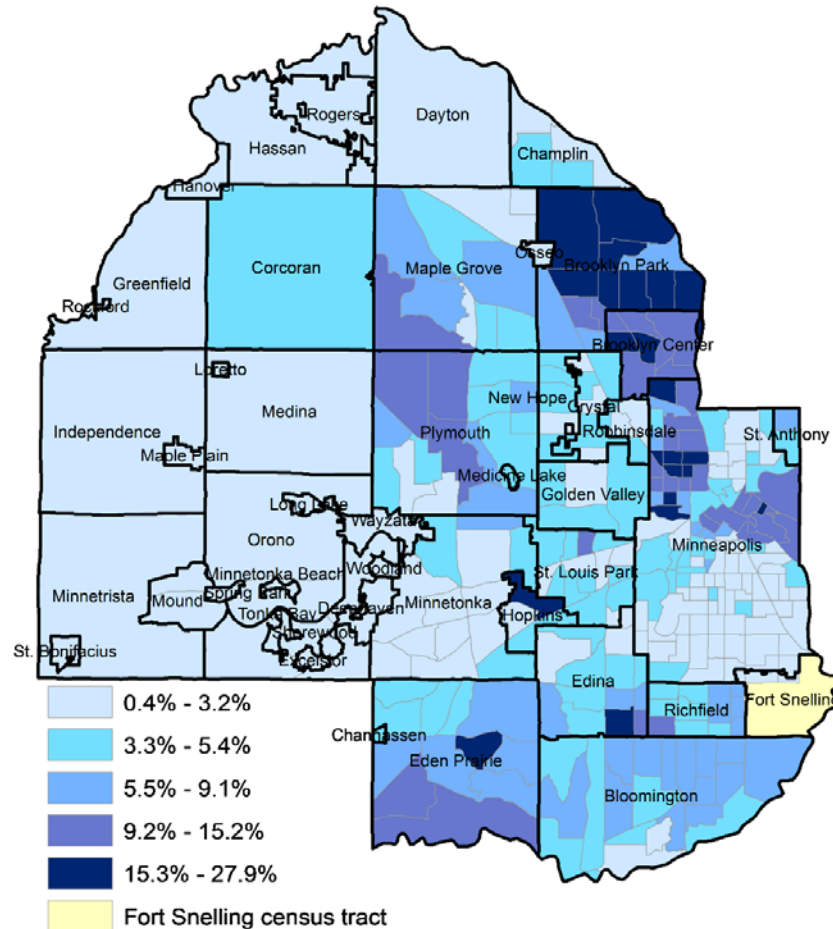 Rogers
Dayton
Hassan
Champlin
Hanover
Osseo
Corcoran
Maple Grove
Brooklyn Park
Greenfield
Rockford
Brooklyn Center
Loretto
New Hope
Crystal
Independence
Medina
Plymouth
Robbinsdale
St. Anthony
Maple Plain
Medicine Lake
Golden Valley
Long Lake
Wayzata
Orono
Minneapolis
Woodland
St. Louis Park
Minnetonka Beach
Minnetrista
Mound
Spring Park
Deephaven
Minnetonka
Hopkins
Tonka Bay
Shorewood
St. Bonifacius
Excelsior
Edina
Richfield
Fort Snelling
Chanhassen
Eden Prairie
Bloomington
0.4% - 3.2%
3.3% - 5.4%
5.5% - 9.1%
9.2% - 15.2%
15.3% - 27.9%
Fort Snelling census tract